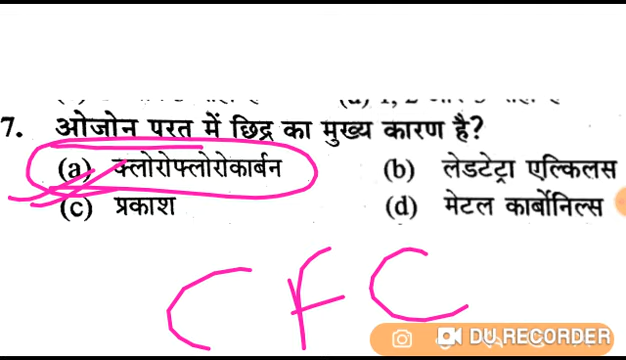 7. ओजोन परत में छिद्र का मुख्य कारण है?
(a) क्लोरोफ्लोरोकार्बन (b) लेडटेट्रा एल्किलस
(c) प्रकाश (d) मेटल कार्बोनिल्स
CFC
DU RECORDER